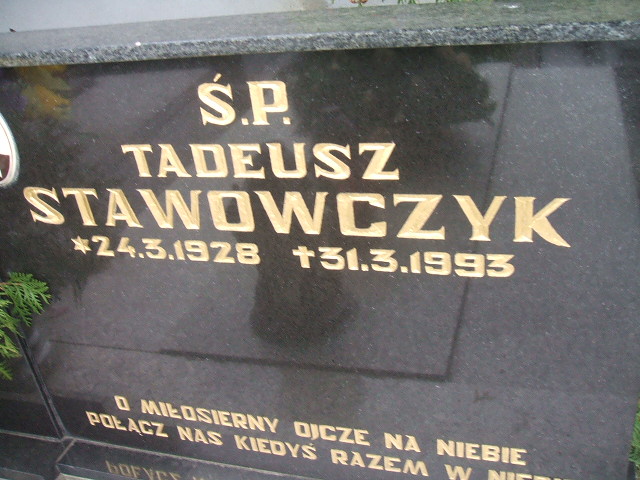 Ś.P.
TADEUSZ
STAWOWCZYK
*24.3.1928 ✝31.3.1993
O MIŁOSIERNY OJCZE NA NIEBIE
POŁĄCZ NAS KIEDYŚ RAZEM W